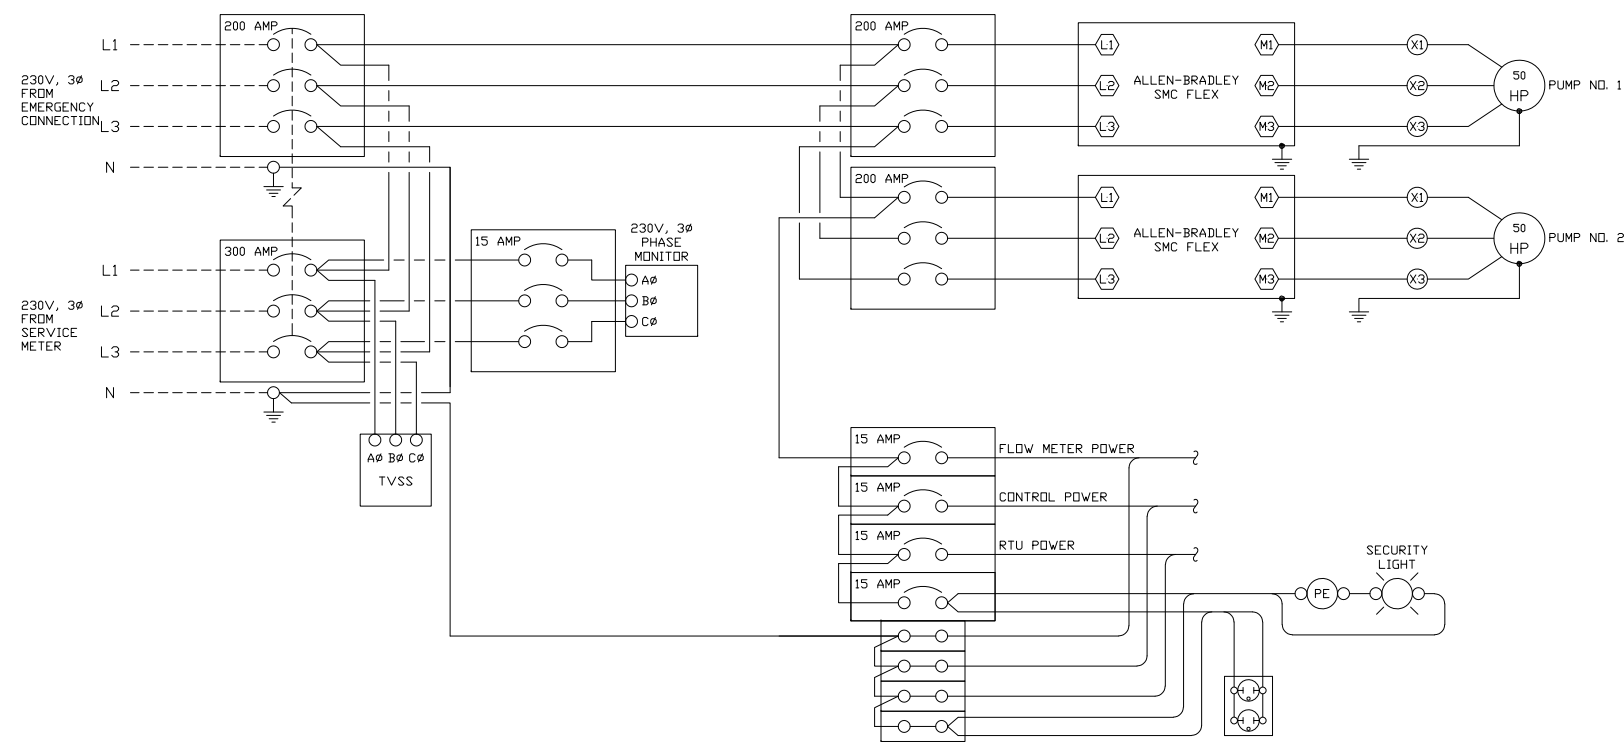 200 AMP
L1
L2
L3
N
230V, 3Ø
FROM
EMERGENCY
CONNECTION
300 AMP
L1
L2
L3
N
230V, 3Ø
FROM
SERVICE
METER
15 AMP
230V, 3Ø
PHASE
MONITOR
AØ
BØ
CØ
AØ BØ CØ
TVSS
200 AMP
L1
L2
L3
ALLEN-BRADLEY
SMC FLEX
M1
M2
M3
X1
X2
X3
50
HP
PUMP NO. 1
200 AMP
L1
L2
L3
ALLEN-BRADLEY
SMC FLEX
M1
M2
M3
X1
X2
X3
50
HP
PUMP NO. 2
15 AMP
FLOW METER POWER
15 AMP
CONTROL POWER
15 AMP
RTU POWER
15 AMP
SECURITY
LIGHT
PE